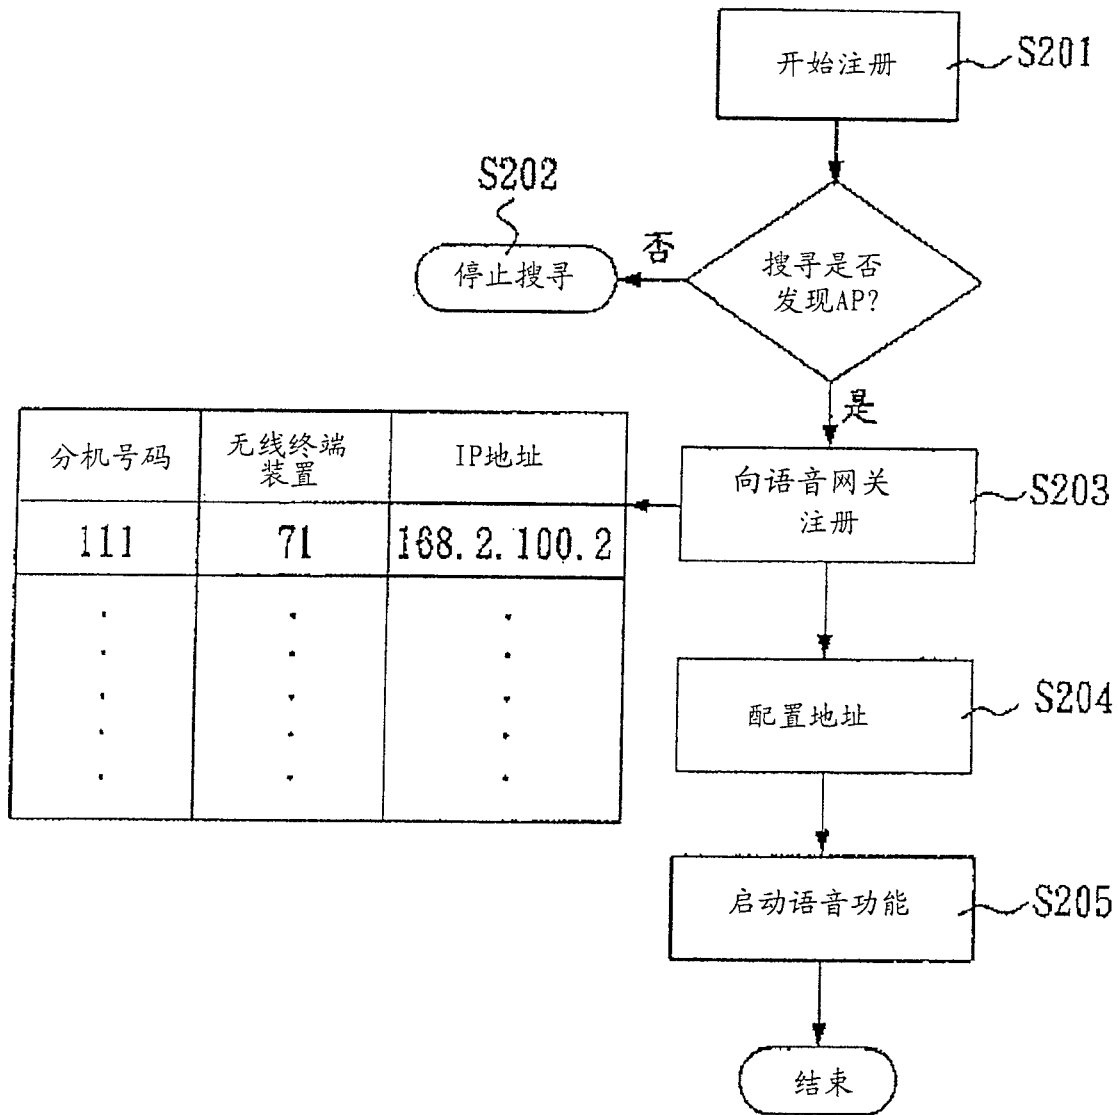 开始注册
S201
S202
否
停止搜寻
搜寻是否
发现AP?
是
向语音网关
注册
S203
分机号码
无线终端
装置
IP地址
111
71
168.2.100.2
配置地址
S204
启动语音功能
S205
结束